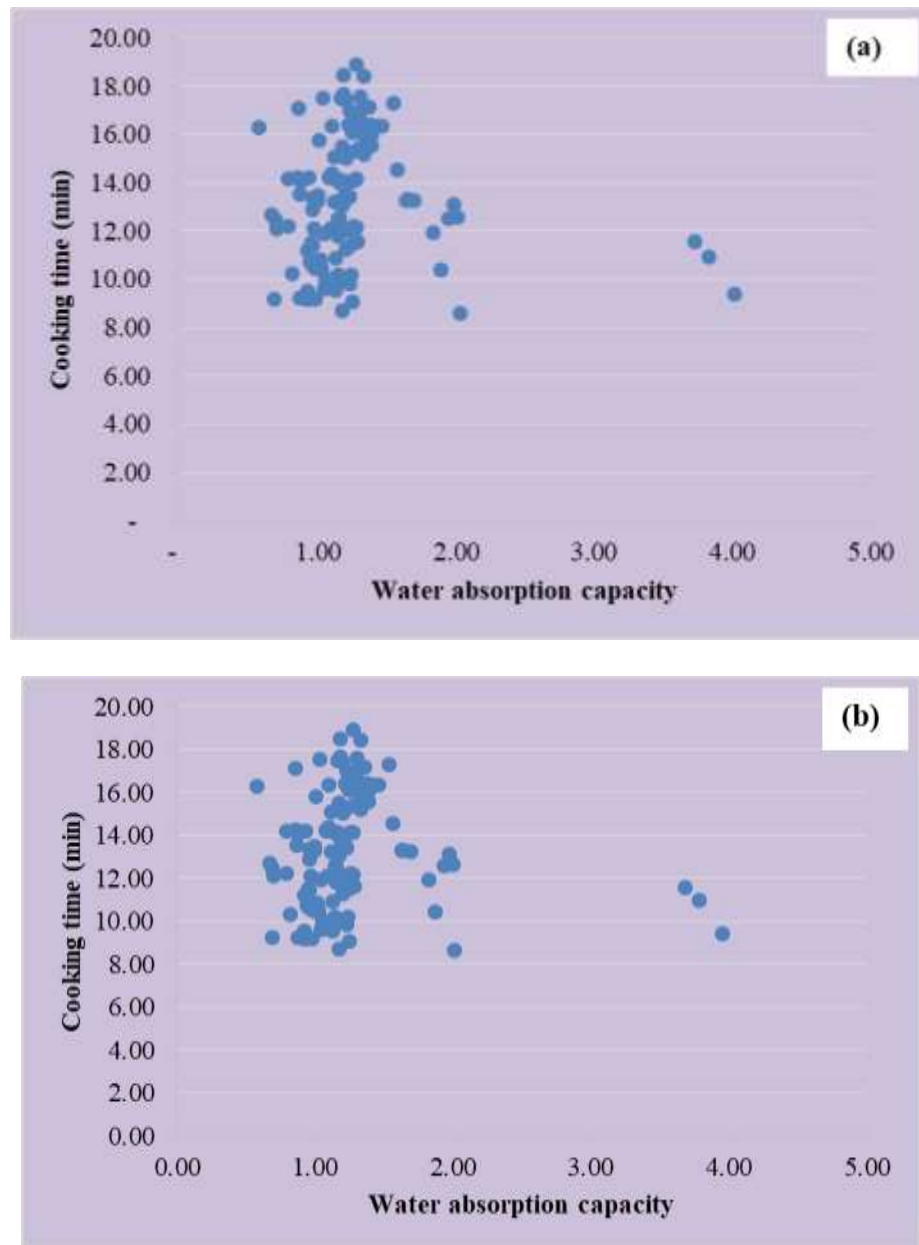 (a)
20.00
18.00
16.00
14.00
12.00
10.00
8.00
6.00
4.00
2.00
-
Cooking time (min)
- 1.00 2.00 3.00 4.00 5.00
Water absorption capacity
(b)
20.00
18.00
16.00
14.00
12.00
10.00
8.00
6.00
4.00
2.00
0.00
Cooking time (min)
0.00 1.00 2.00 3.00 4.00 5.00
Water absorption capacity